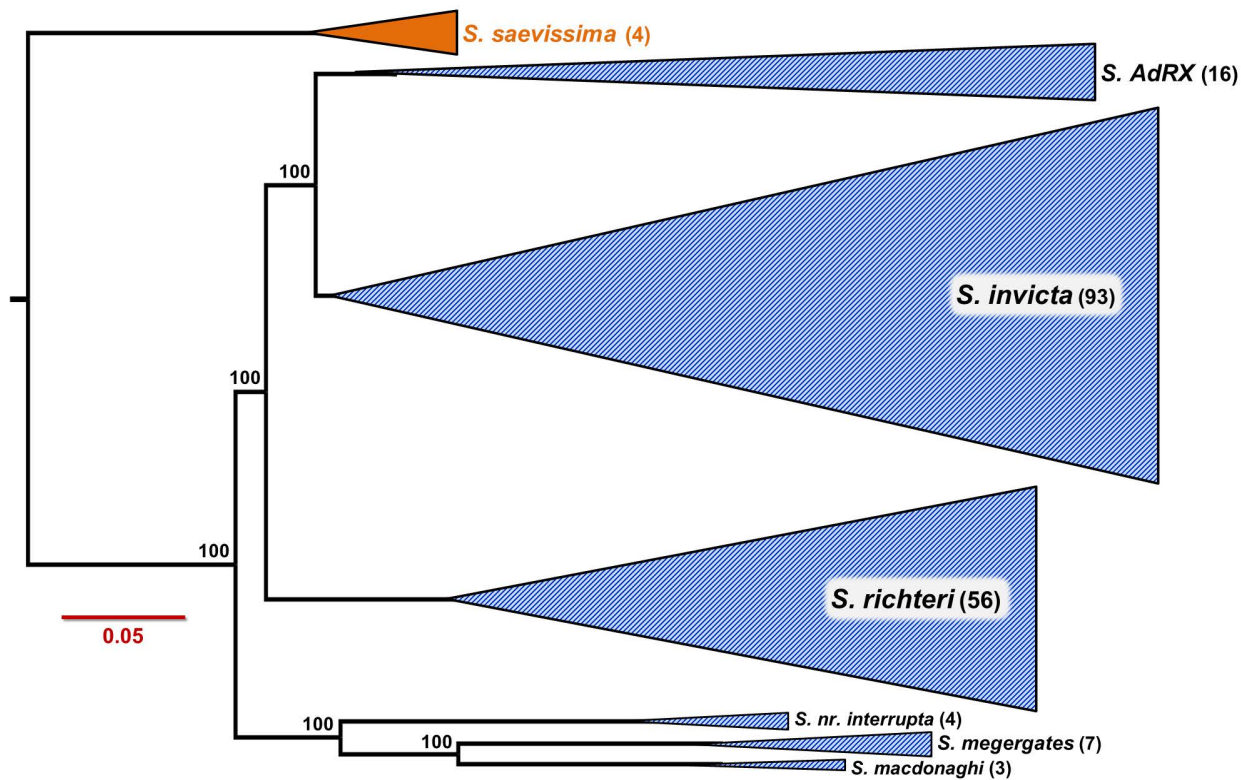 S. saevissima (4)
S. AdRX (16)
100
S. invicta (93)
100
100
S. richteri (56)
0.05
S. nr. interrupta (4)
100
100
S. megergates (7)
S. macdonaghi (3)